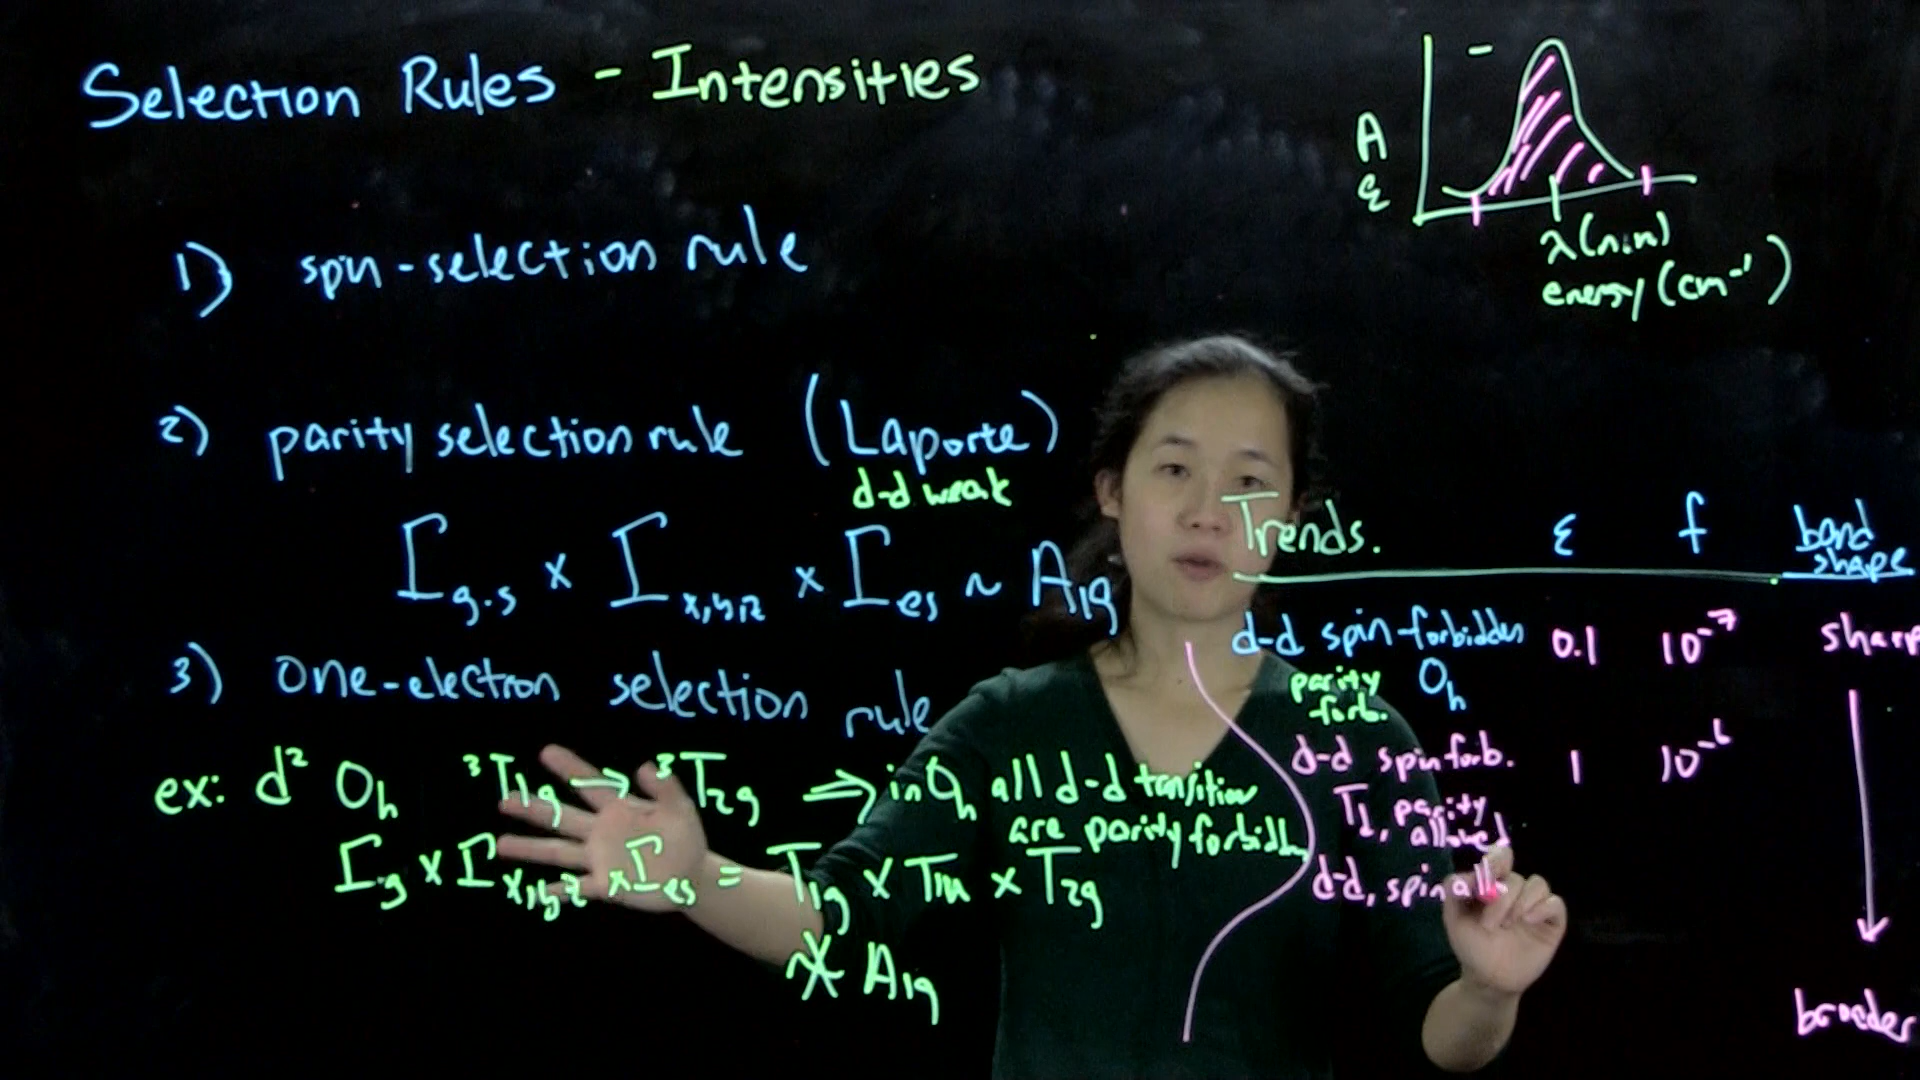 Selection Rules - Intensities
A
ε
λ(nm)
energy (cm⁻¹)
1) spin-selection rule
2) parity selection rule (Laporte)
d-d weak
Γg.s × Γx,y,z × Γes ~ A1g
3) one-electron selection rule
ex: d² Oh ³T1g → ³T2g ⇒ in Oh all d-d transition
are parity forbidd
Γg × Γx,y,z × Γes = T1g × T1u × T2g
≁ A1g
Trends. ε f band shape
d-d spin-forbidden 0.1 10⁻⁷ sharp
parity forb. Oh
d-d spin forb. 1 10⁻⁶
Td, parity allowed
d-d, spin all
broader